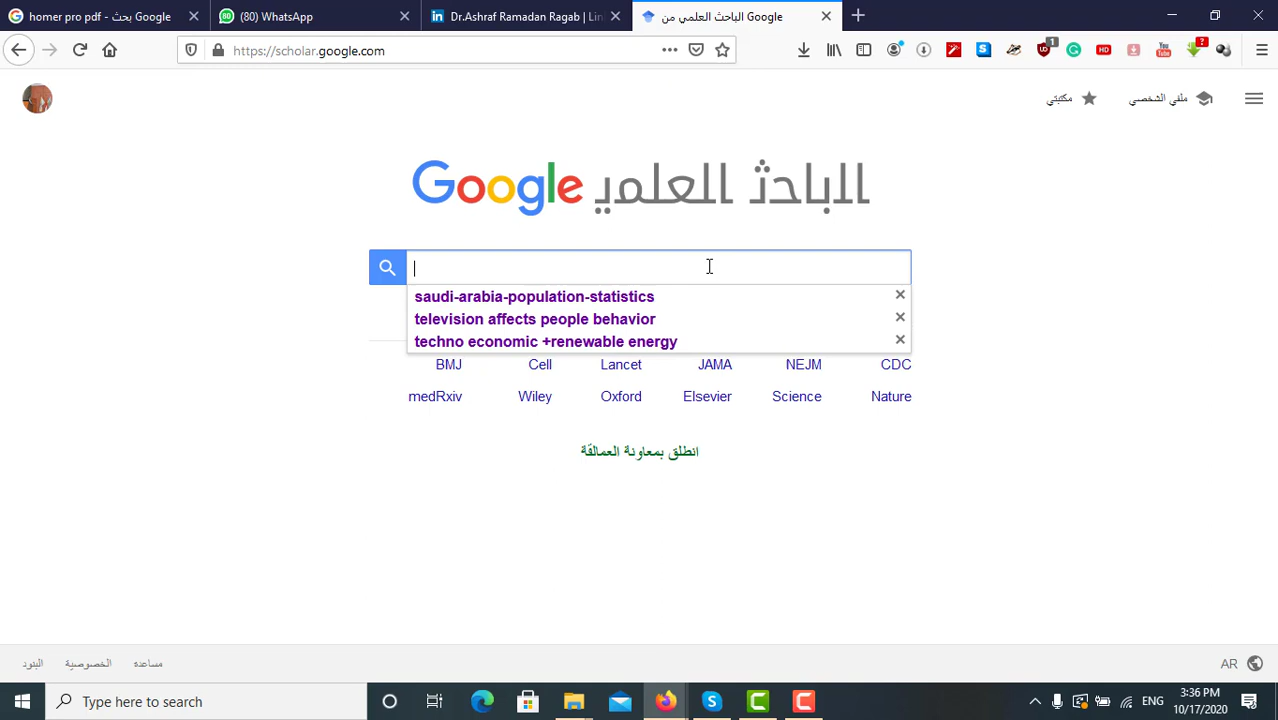 homer pro pdf - بحث Google
(80) WhatsApp
Dr.Ashraf Ramadan Ragab | Lin
الباحث العلمي من Google
https://scholar.google.com
1
HD
?
مكتبتي
ملفي الشخصي
الباحث العلمي Google
saudi-arabia-population-statistics
television affects people behavior
techno economic +renewable energy
BMJ Cell Lancet JAMA NEJM CDC
medRxiv Wiley Oxford Elsevier Science Nature
انطلق بمعاونة العمالقة
البنود
الخصوصية
مساعدة
AR
Type here to search
ENG
3:36 PM
10/17/2020